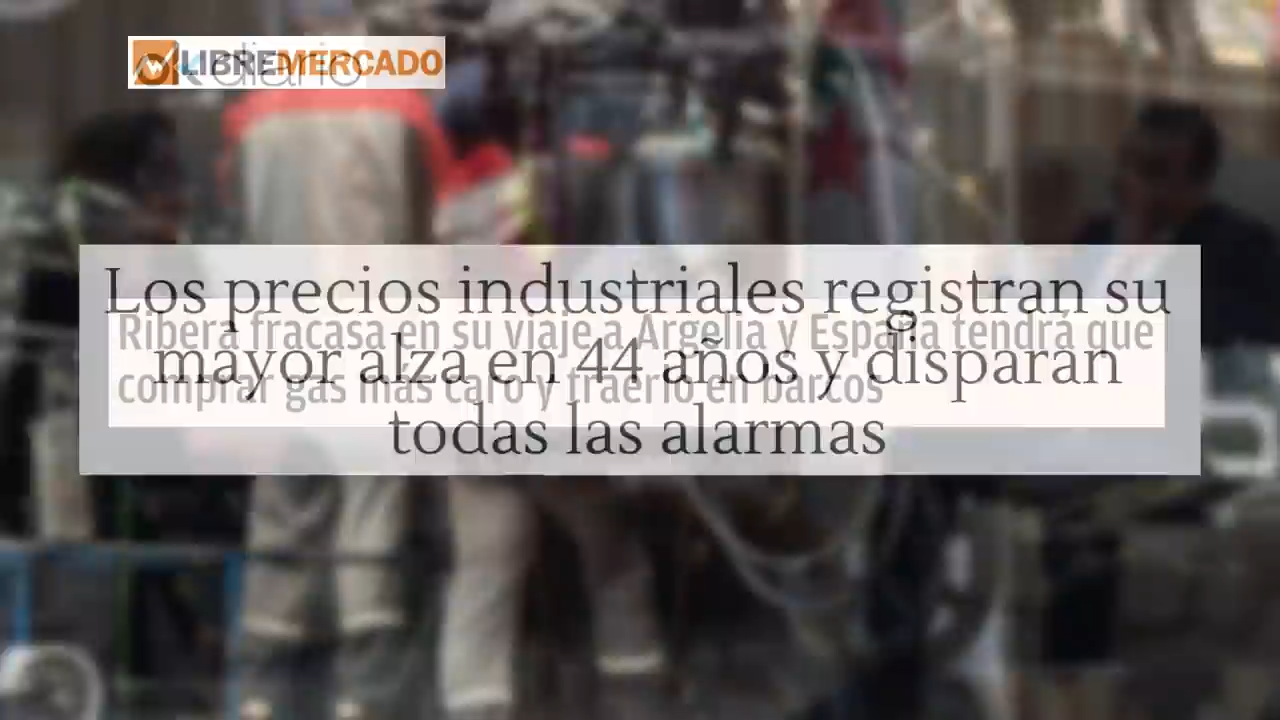 LIBREMERCADO
okdiario
Los precios industriales registran su
mayor alza en 44 años y disparan
todas las alarmas
Ribera fracasa en su viaje a Argelia y España tendrá que
comprar gas más caro y traerlo en barcos